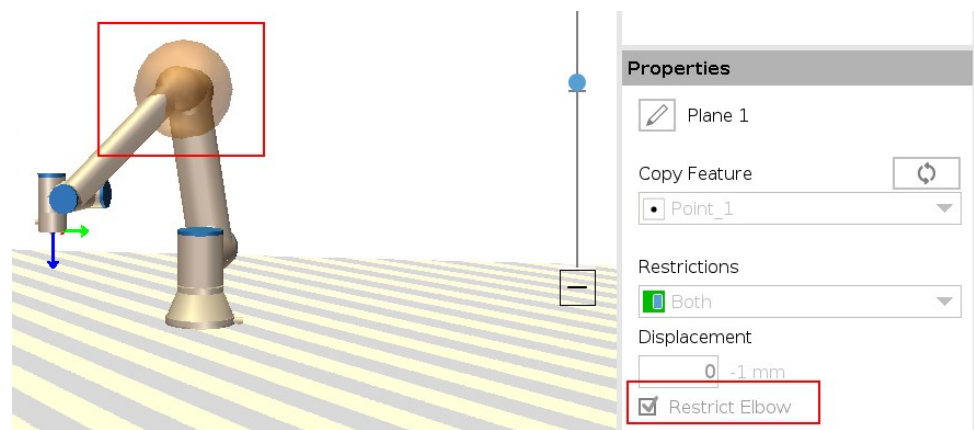 Properties
Plane 1
Copy Feature
Point_1
Restrictions
Both
Displacement
0 -1 mm
Restrict Elbow